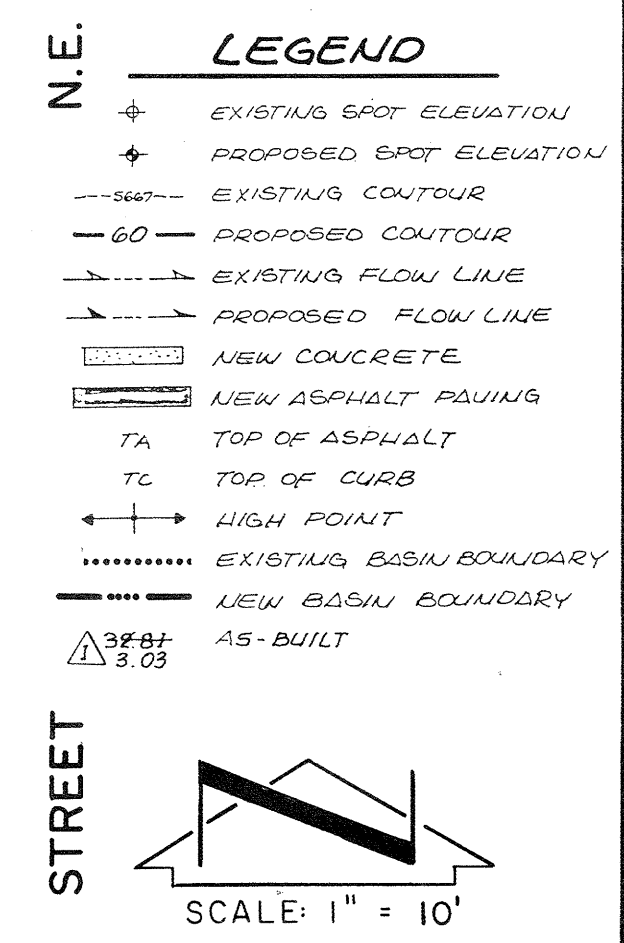 N.E.
LEGEND
EXISTING SPOT ELEVATION
PROPOSED SPOT ELEVATION
---5667-- EXISTING CONTOUR
60 PROPOSED CONTOUR
EXISTING FLOW LINE
PROPOSED FLOW LINE
NEW CONCRETE
NEW ASPHALT PAVING
TA TOP OF ASPHALT
TC TOP OF CURB
HIGH POINT
EXISTING BASIN BOUNDARY
NEW BASIN BOUNDARY
1 AS-BUILT
3.03
STREET
N
SCALE: 1" = 10'